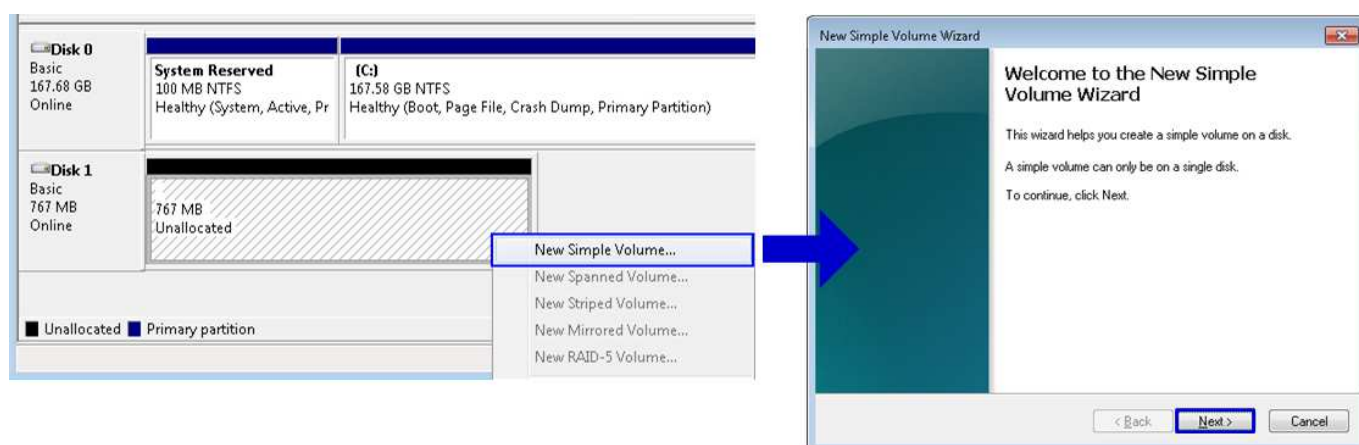 Disk 0
Basic
167.68 GB
Online
System Reserved
100 MB NTFS
Healthy (System, Active, Pr
(C:)
167.58 GB NTFS
Healthy (Boot, Page File, Crash Dump, Primary Partition)
Disk 1
Basic
767 MB
Online
767 MB
Unallocated
New Simple Volume...
New Spanned Volume...
New Striped Volume...
New Mirrored Volume...
New RAID-5 Volume...
Unallocated Primary partition
New Simple Volume Wizard
Welcome to the New Simple
Volume Wizard
This wizard helps you create a simple volume on a disk.
A simple volume can only be on a single disk.
To continue, click Next.
< Back Next > Cancel